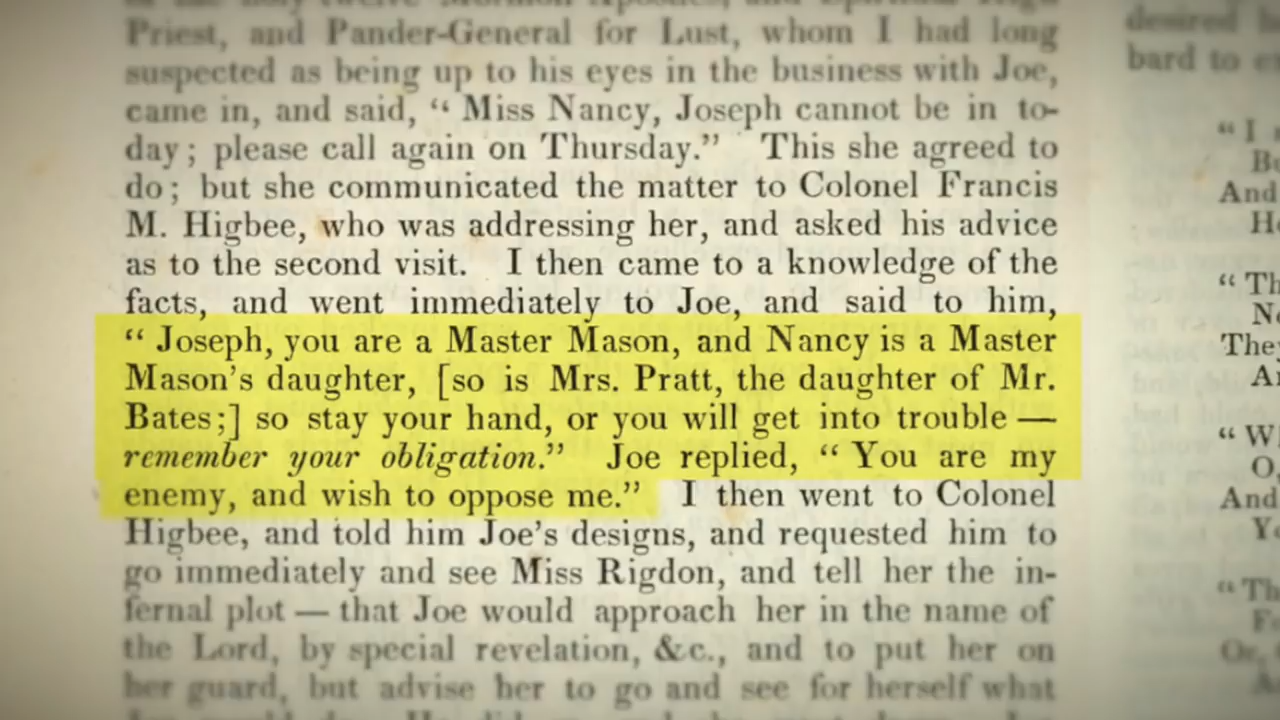 Priest, and Pander-General for Lust, whom I had long
suspected as being up to his eyes in the business with Joe,
came in, and said, “ Miss Nancy, Joseph cannot be in to-
day ; please call again on Thursday.” This she agreed to
do ; but she communicated the matter to Colonel Francis
M. Higbee, who was addressing her, and asked his advice
as to the second visit. I then came to a knowledge of the
facts, and went immediately to Joe, and said to him,
“ Joseph, you are a Master Mason, and Nancy is a Master
Mason's daughter, [so is Mrs. Pratt, the daughter of Mr.
Bates;] so stay your hand, or you will get into trouble —
remember your obligation.” Joe replied, “ You are my
enemy, and wish to oppose me.” I then went to Colonel
Higbee, and told him Joe's designs, and requested him to
go immediately and see Miss Rigdon, and tell her the in-
fernal plot — that Joe would approach her in the name of
the Lord, by special revelation, &c., and to put her on
her guard, but advise her to go and see for herself what
desired
bard to
“ I
And
“ Th
They
“ W
And
“ Th